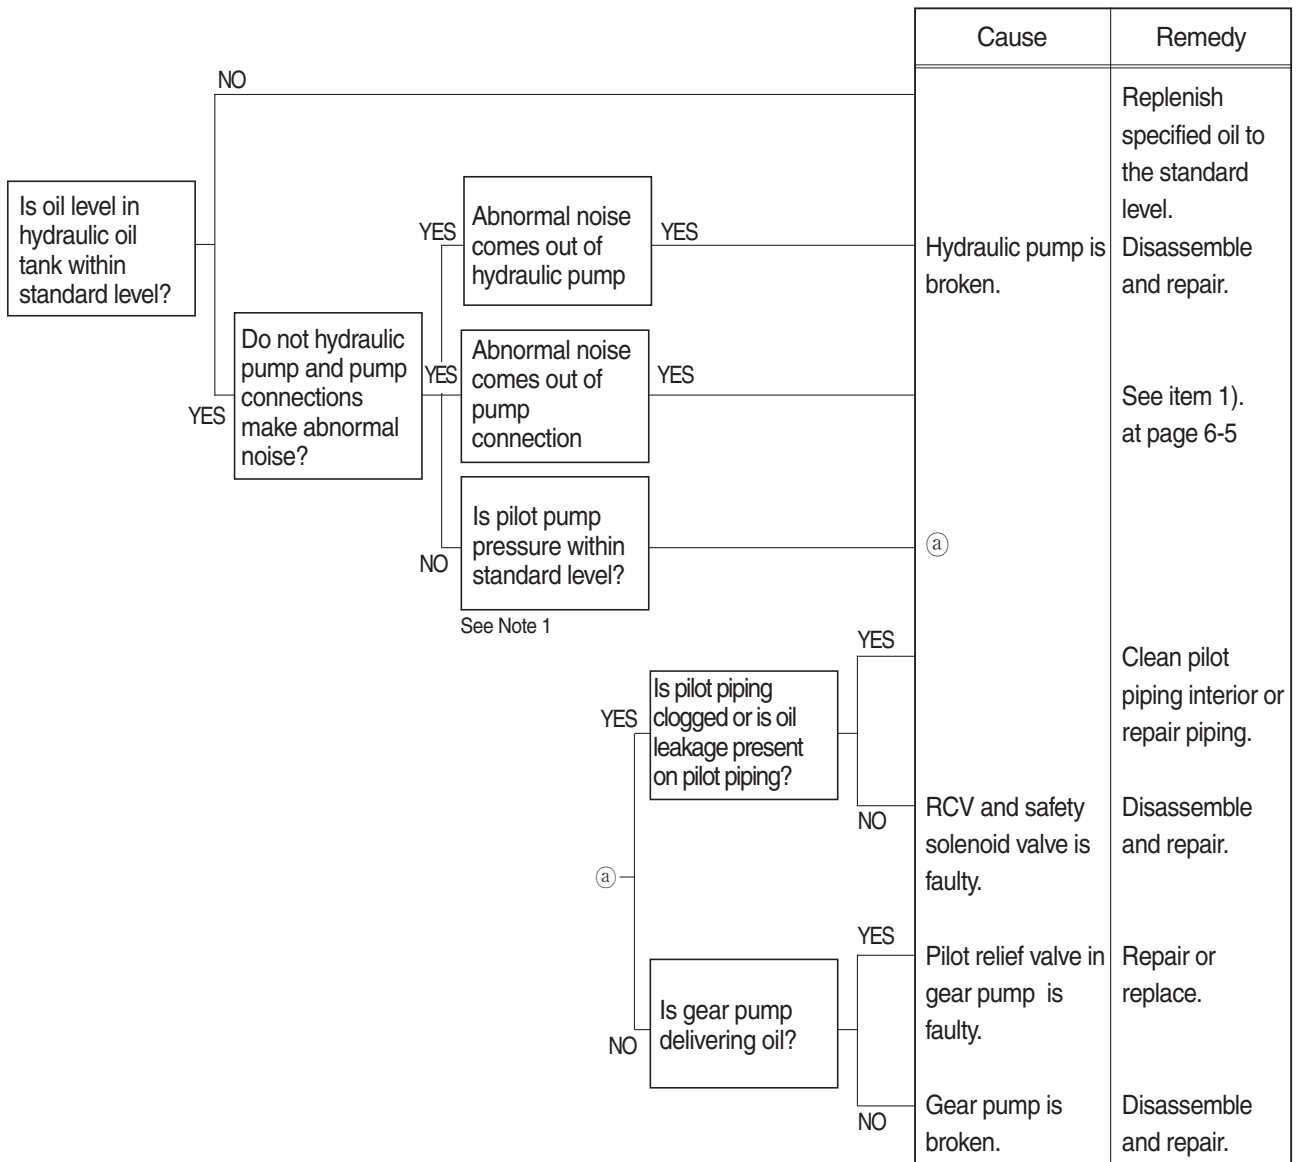 Cause
Remedy
NO
Replenish
specified oil to
the standard
level.
Is oil level in
hydraulic oil
tank within
standard level?
YES
Abnormal noise
comes out of
hydraulic pump
YES
Hydraulic pump is
broken.
Disassemble
and repair.
YES
Do not hydraulic
pump and pump
connections
make abnormal
noise?
YES
Abnormal noise
comes out of
pump
connection
YES
See item 1).
at page 6-5
NO
Is pilot pump
pressure within
standard level?
ⓐ
See Note 1
YES
Is pilot piping
clogged or is oil
leakage present
on pilot piping?
YES
Clean pilot
piping interior or
repair piping.
NO
RCV and safety
solenoid valve is
faulty.
Disassemble
and repair.
ⓐ
NO
Is gear pump
delivering oil?
YES
Pilot relief valve in
gear pump is
faulty.
Repair or
replace.
NO
Gear pump is
broken.
Disassemble
and repair.